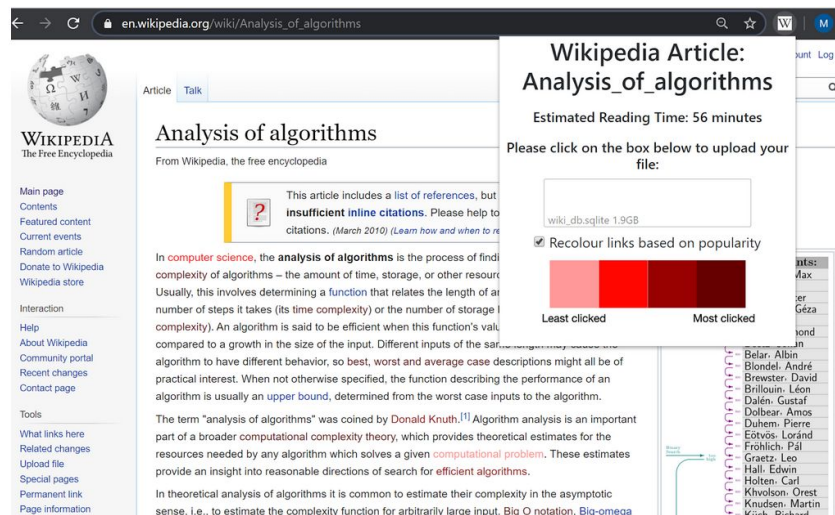 en.wikipedia.org/wiki/Analysis_of_algorithms
W
M
Wikipedia Article:
Analysis_of_algorithms
Estimated Reading Time: 56 minutes
Please click on the box below to upload your
file:
wiki_db.sqlite 1.9GB
Recolour links based on popularity
Least clicked
Most clicked
Log
WIKIPEDIA
The Free Encyclopedia
Main page
Contents
Featured content
Current events
Random article
Donate to Wikipedia
Wikipedia store
Interaction
Help
About Wikipedia
Community portal
Recent changes
Contact page
Tools
What links here
Related changes
Upload file
Special pages
Permanent link
Page information
Article
Talk
Analysis of algorithms
From Wikipedia, the free encyclopedia
This article includes a list of references, but
insufficient inline citations. Please help to
citations. (March 2010) (Learn how and when to re
In computer science, the analysis of algorithms is the process of findi
complexity of algorithms – the amount of time, storage, or other resourc
Usually, this involves determining a function that relates the length of an
number of steps it takes (its time complexity) or the number of storage l
complexity). An algorithm is said to be efficient when this function's valu
compared to a growth in the size of the input. Different inputs of the same
algorithm to have different behavior, so best, worst and average case descriptions might all be of
practical interest. When not otherwise specified, the function describing the performance of an
algorithm is usually an upper bound, determined from the worst case inputs to the algorithm.
The term "analysis of algorithms" was coined by Donald Knuth.[1] Algorithm analysis is an important
part of a broader computational complexity theory, which provides theoretical estimates for the
resources needed by any algorithm which solves a given computational problem. These estimates
provide an insight into reasonable directions of search for efficient algorithms.
In theoretical analysis of algorithms it is common to estimate their complexity in the asymptotic
sense, i.e., to estimate the complexity function for arbitrarily large input. Big O notation, Big-omega
nts:
Max
Géza
mond
Belar, Albin
Blondel, André
Brewster, David
Brillouin, Léon
Dalén, Gustaf
Dolbear, Amos
Duhem, Pierre
Eötvös, Loránd
Fröhlich, Pál
Graetz, Leo
Hall, Edwin
Holten, Carl
Khvolson, Orest
Knudsen, Martin